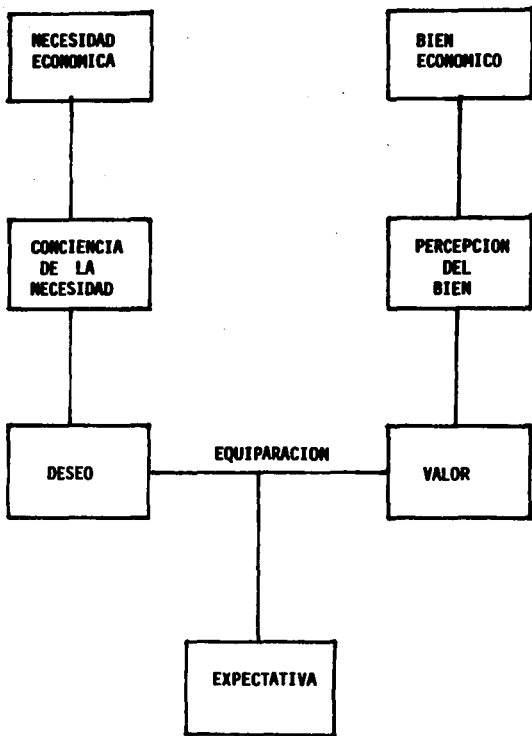 NECESIDAD
ECONOMICA
BIEN
ECONOMICO
CONCIENCIA
DE LA
NECESIDAD
PERCEPCION
DEL
BIEN
DESEO
EQUIPARACION
VALOR
EXPECTATIVA